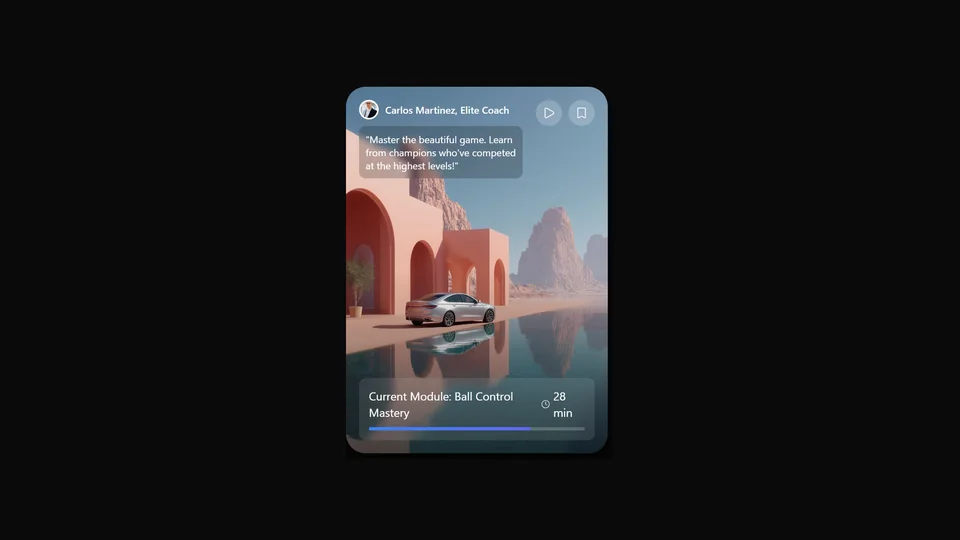 Carlos Martinez, Elite Coach
"Master the beautiful game. Learn
from champions who've competed
at the highest levels!"
Current Module: Ball Control
Mastery
28
min